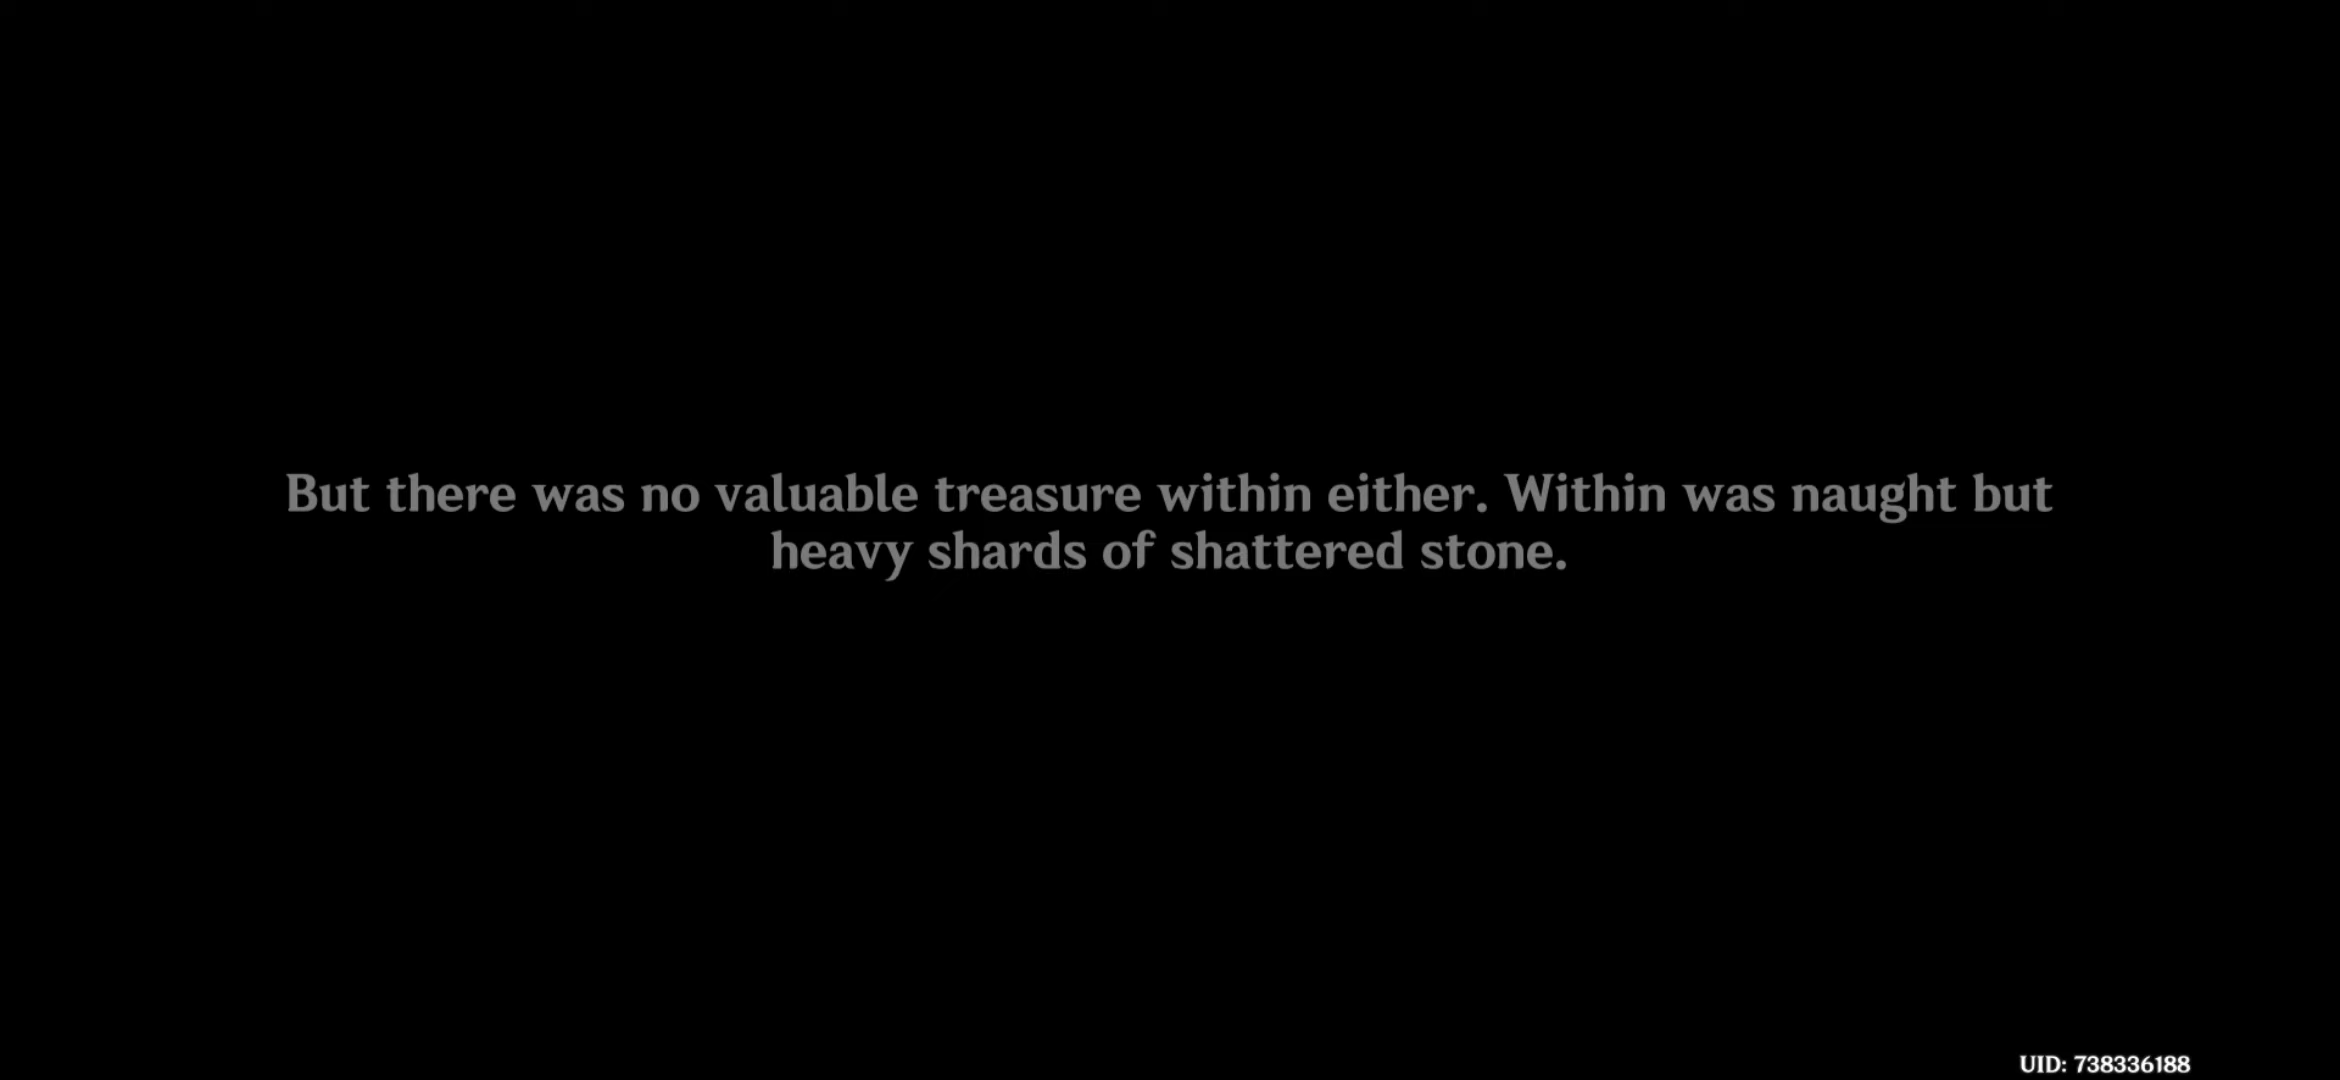 But there was no valuable treasure within either. Within was naught but
heavy shards of shattered stone.
UID: 738336188